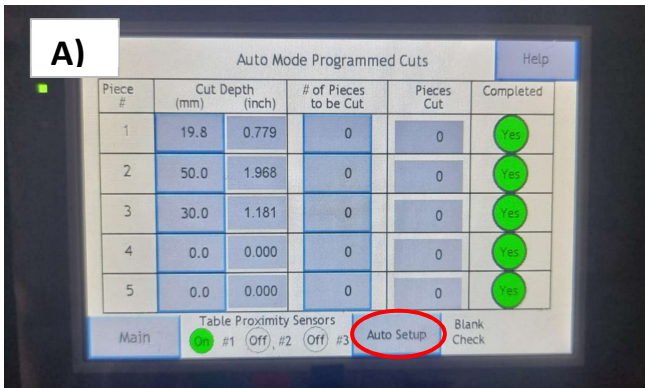 A)
Auto Mode Programmed Cuts Help
Piece # Cut Depth (mm) (inch) # of Pieces to be Cut Pieces Cut Completed
1 19.8 0.779 0 0 Yes
2 50.0 1.968 0 0 Yes
3 30.0 1.181 0 0 Yes
4 0.0 0.000 0 0 Yes
5 0.0 0.000 0 0 Yes
Table Proximity Sensors
Main On #1 Off, #2 Off #3 Auto Setup Blank Check